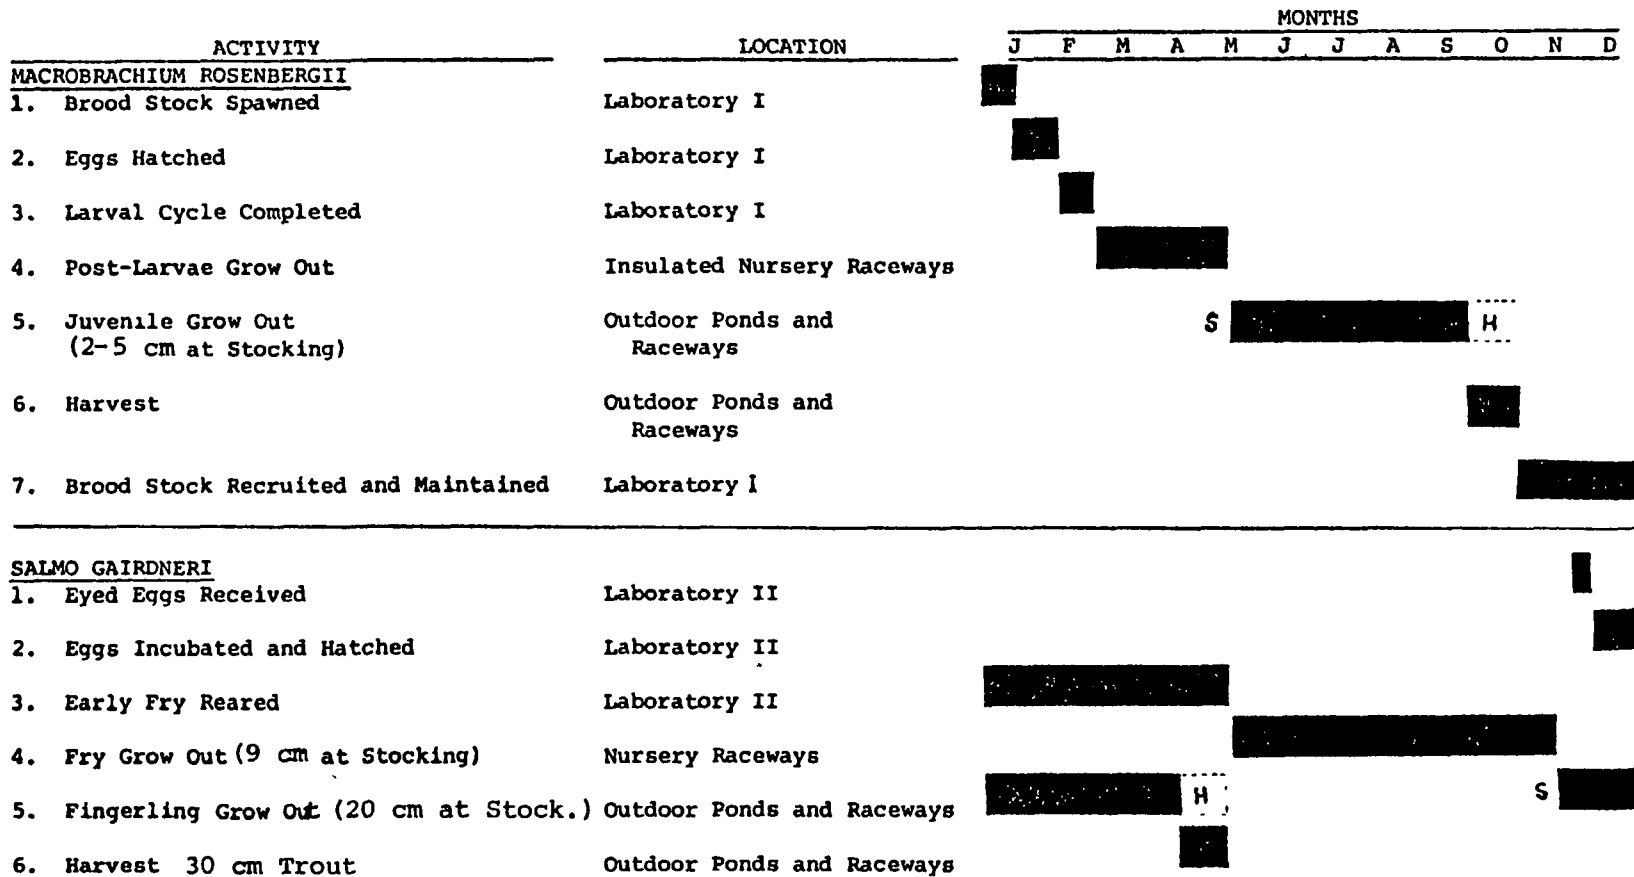 MONTHS
ACTIVITY LOCATION J F M A M J J A S O N D
MACROBRACHIUM ROSENBERGII
1. Brood Stock Spawned Laboratory I
2. Eggs Hatched Laboratory I
3. Larval Cycle Completed Laboratory I
4. Post-Larvae Grow Out Insulated Nursery Raceways
5. Juvenile Grow Out Outdoor Ponds and S H
(2-5 cm at Stocking) Raceways
6. Harvest Outdoor Ponds and
Raceways
7. Brood Stock Recruited and Maintained Laboratory I
SALMO GAIRDNERI
1. Eyed Eggs Received Laboratory II
2. Eggs Incubated and Hatched Laboratory II
3. Early Fry Reared Laboratory II
4. Fry Grow Out (9 cm at Stocking) Nursery Raceways
5. Fingerling Grow Out (20 cm at Stock.) Outdoor Ponds and Raceways H S
6. Harvest 30 cm Trout Outdoor Ponds and Raceways